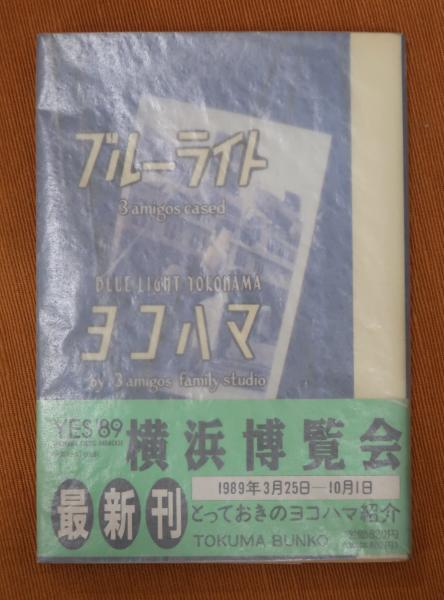 ブルーライト
3 amigos cased
BLUE LIGHT YOKOHAMA
ヨコハマ
by 3 amigos family studio
YES'89
横浜博覧会
1989年3月25日—10月1日
最新刊
とっておきのヨコハマ紹介
TOKUMA BUNKO